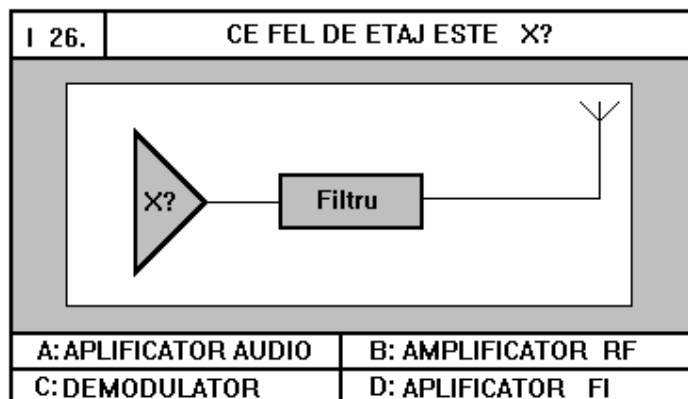 I 26. CE FEL DE ETAJ ESTE X?
X? Filtru
A: APLIFICATOR AUDIO B: AMPLIFICATOR RF
C: DEMODULATOR D: APLIFICATOR FI